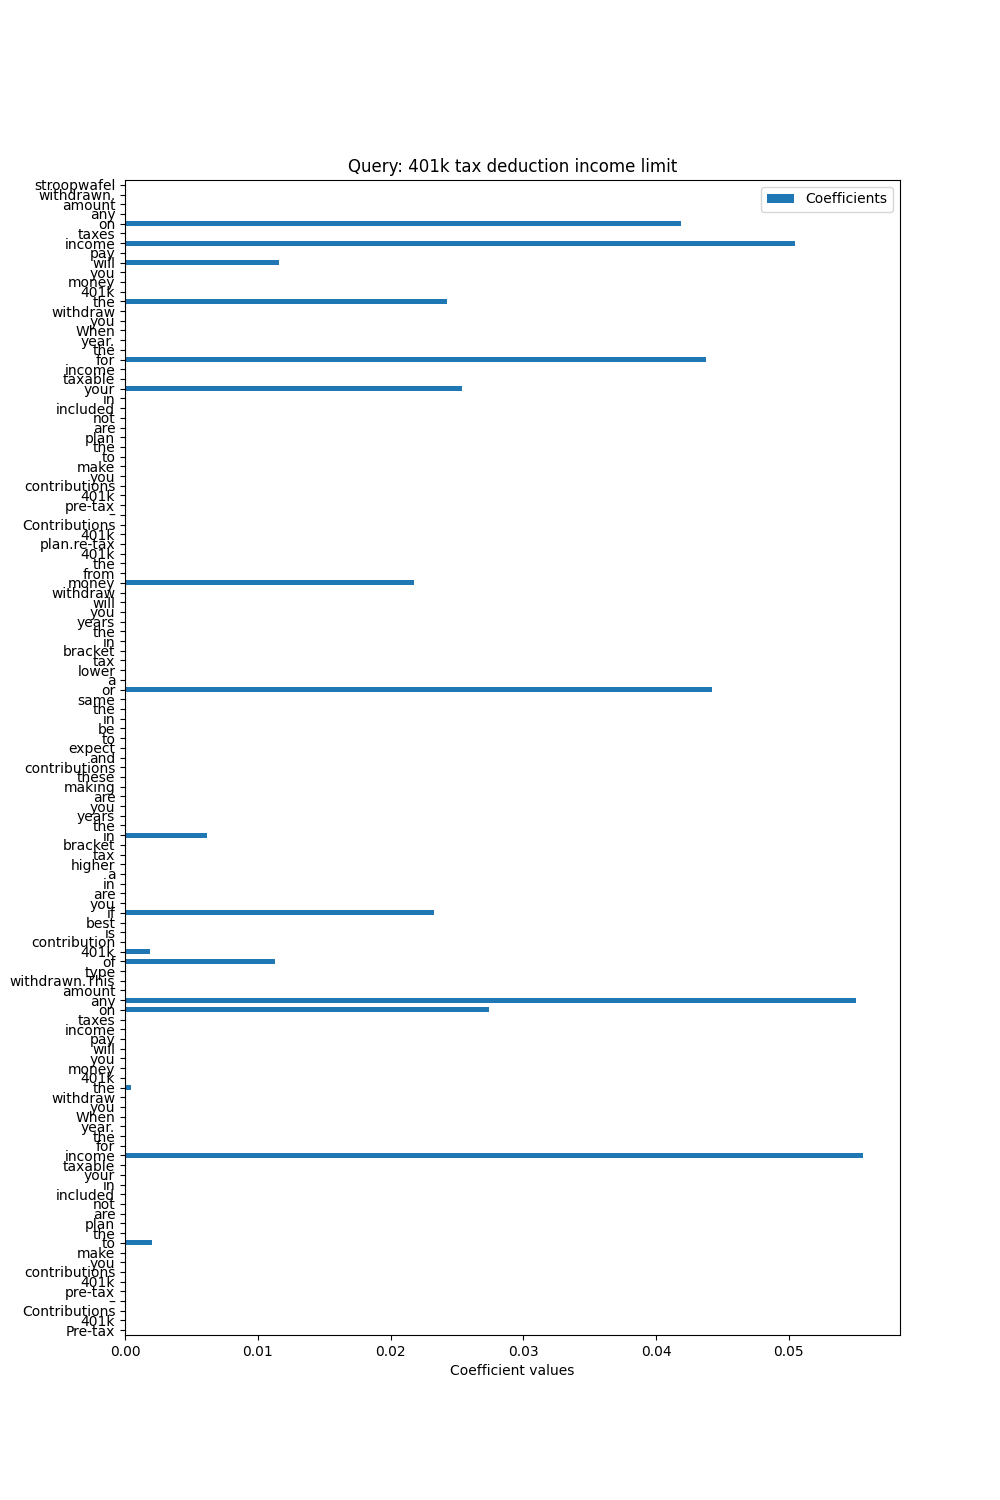 Query: 401k tax deduction income limit
Coefficients
stroopwafel
withdrawn.
amount
any
on
taxes
income
pay
will
you
money
401k
the
withdraw
you
When
year.
the
for
income
taxable
your
in
included
not
are
plan
the
to
make
you
contributions
401k
pre-tax
–
Contributions
401k
plan.re-tax
401k
the
from
money
withdraw
will
you
years
the
in
bracket
tax
lower
a
or
same
the
in
be
to
expect
and
contributions
these
making
are
you
years
the
in
bracket
tax
higher
a
in
are
you
if
best
is
contribution
401k
of
type
withdrawn.This
amount
any
on
taxes
income
pay
will
you
money
401k
the
withdraw
you
When
year.
the
for
income
taxable
your
in
included
not
are
plan
the
to
make
you
contributions
401k
pre-tax
–
Contributions
401k
Pre-tax
0.00 0.01 0.02 0.03 0.04 0.05
Coefficient values